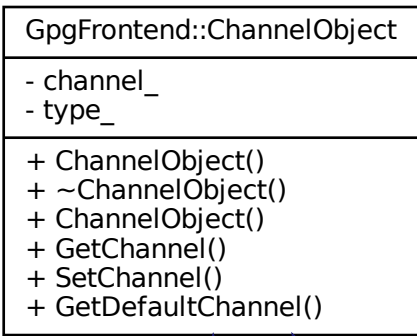 GpgFrontend::ChannelObject
- channel_
- type_
+ ChannelObject()
+ ~ChannelObject()
+ ChannelObject()
+ GetChannel()
+ SetChannel()
+ GetDefaultChannel()